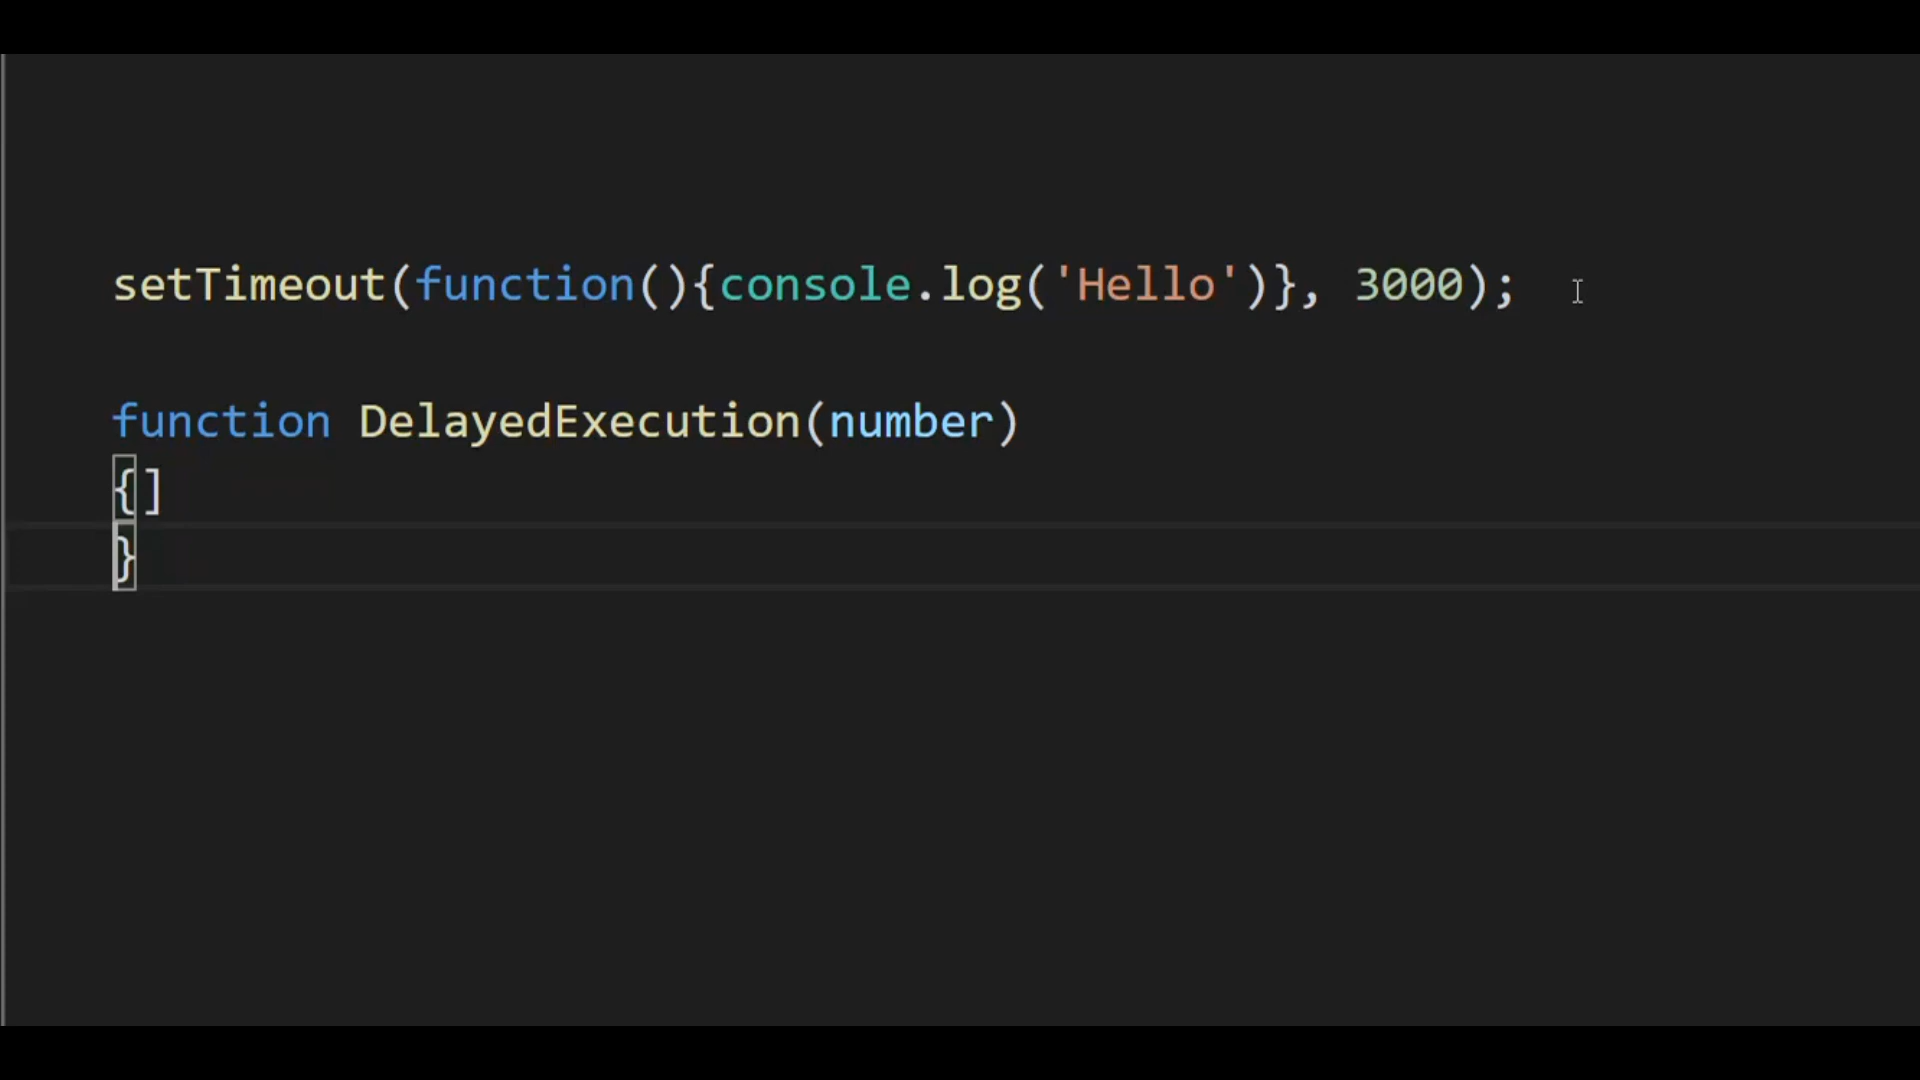 setTimeout(function(){console.log('Hello')}, 3000);
function DelayedExecution(number)
{]
}